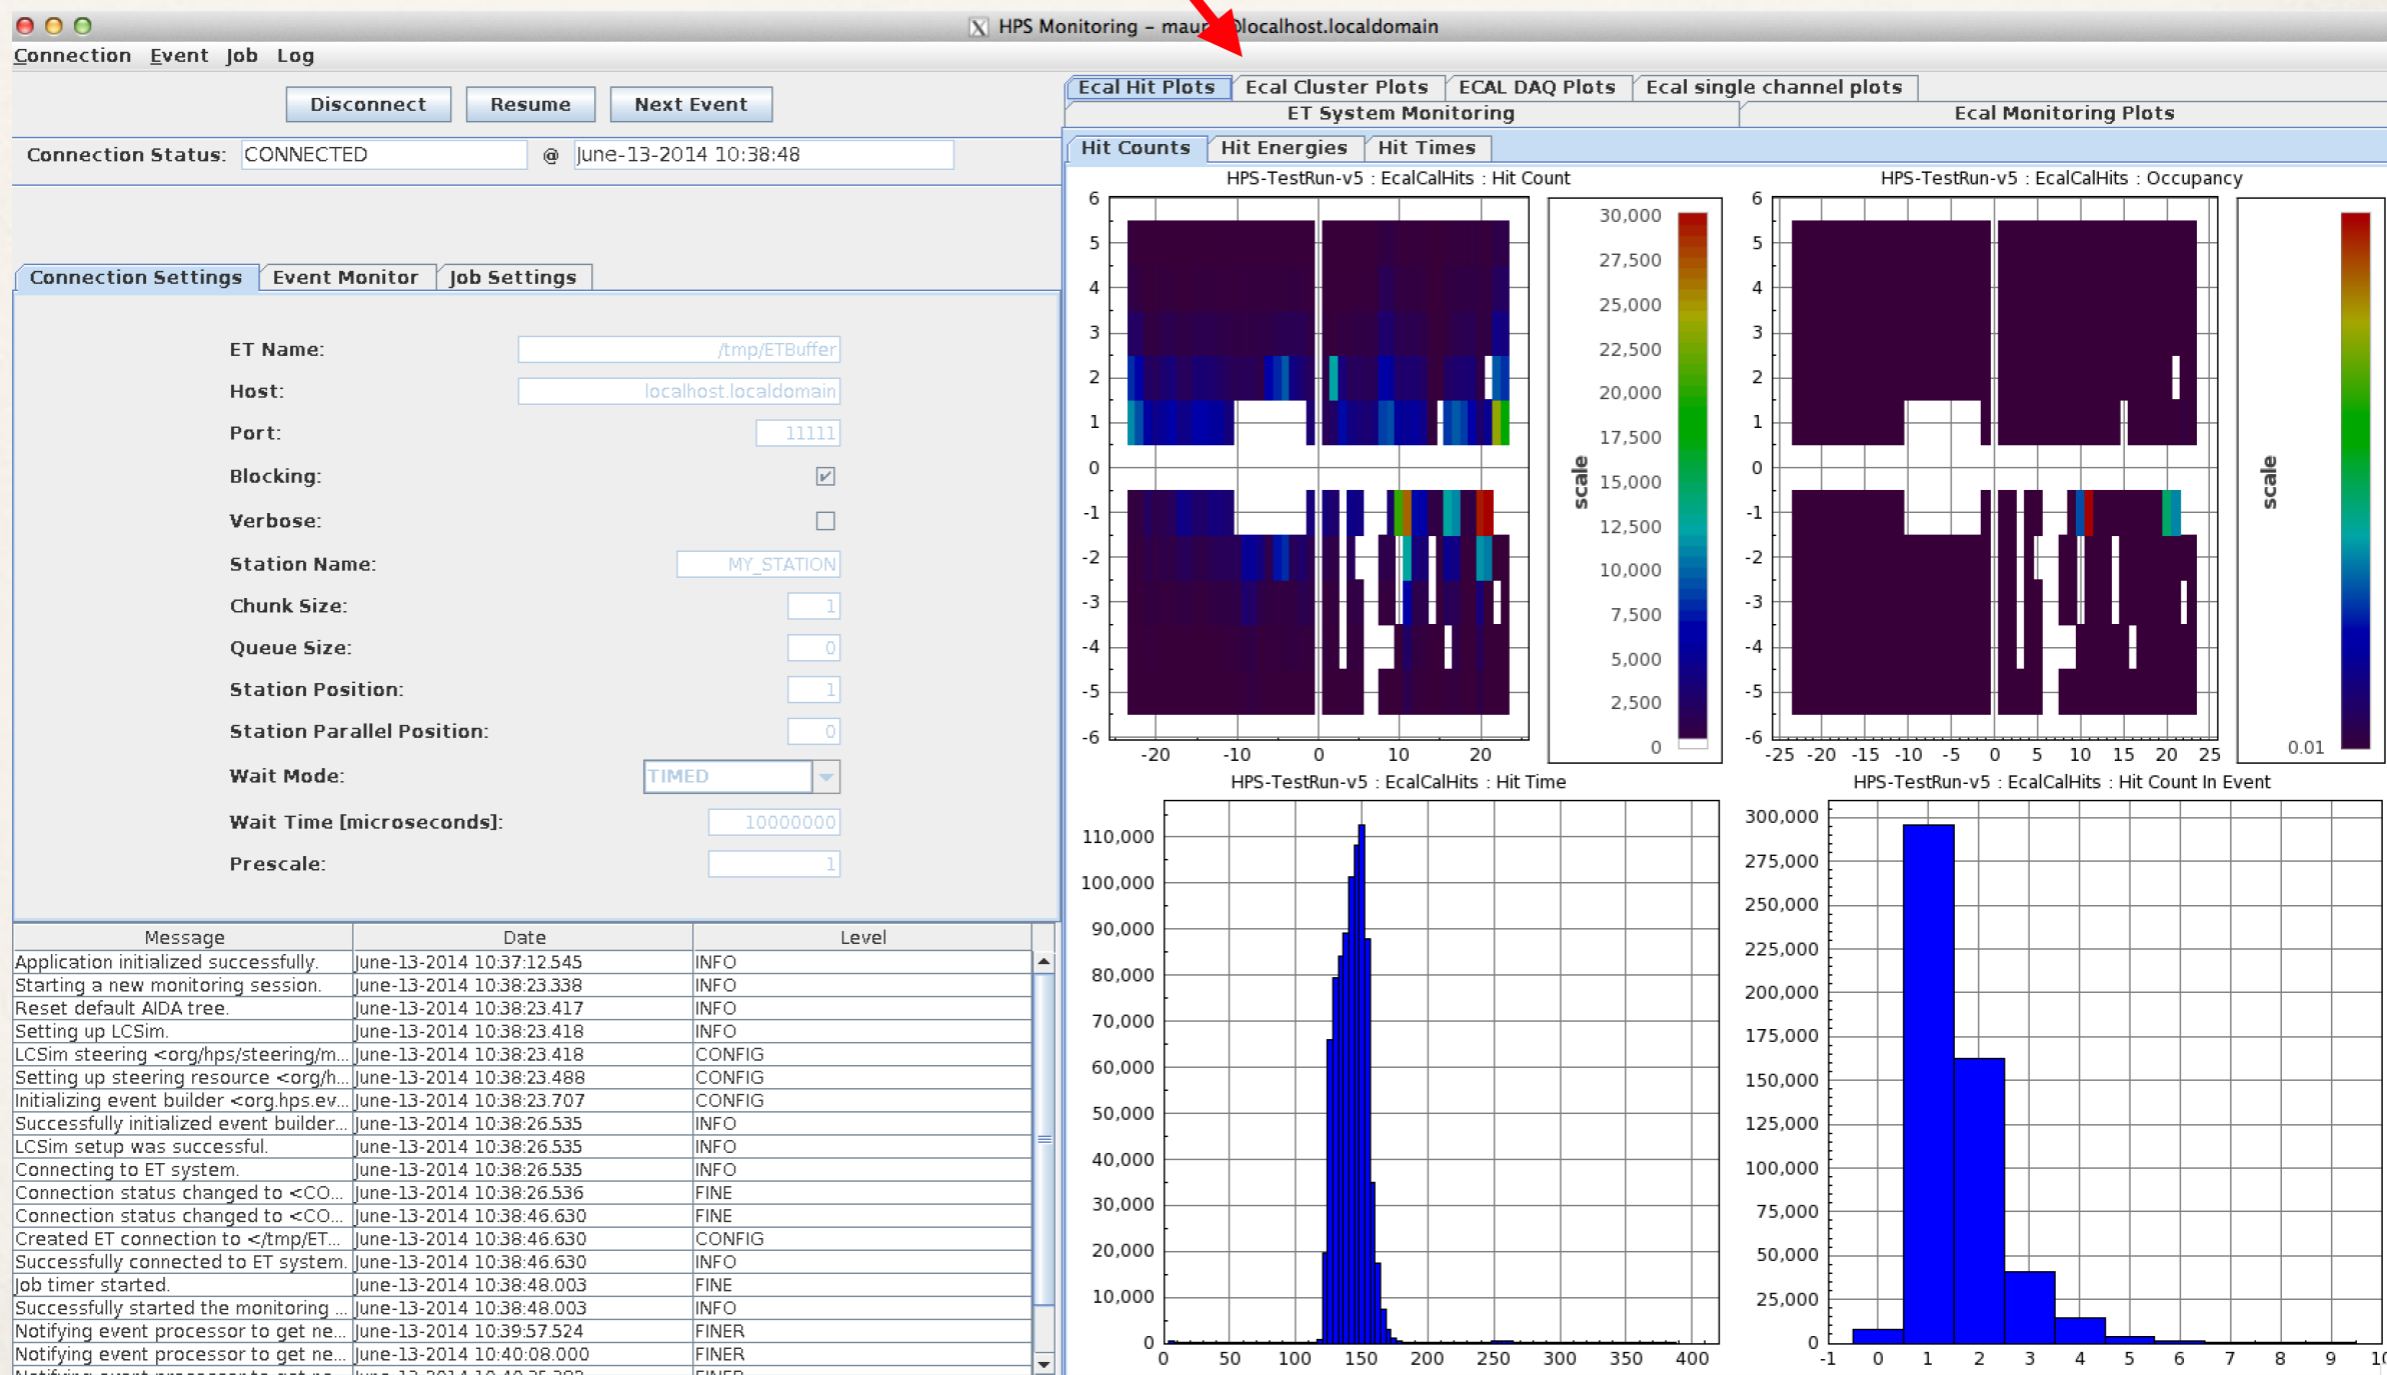 HPS Monitoring – maur @localhost.localdomain
Connection Event Job Log
Disconnect Resume Next Event
Connection Status: CONNECTED @ June-13-2014 10:38:48
Connection Settings Event Monitor Job Settings
ET Name: /tmp/ETBuffer
Host: localhost.localdomain
Port: 11111
Blocking:
Verbose:
Station Name: MY_STATION
Chunk Size: 1
Queue Size: 0
Station Position: 1
Station Parallel Position: 0
Wait Mode: TIMED
Wait Time [microseconds]: 10000000
Prescale: 1
Message Date Level
Application initialized successfully. June-13-2014 10:37:12.545 INFO
Starting a new monitoring session. June-13-2014 10:38:23.338 INFO
Reset default AIDA tree. June-13-2014 10:38:23.417 INFO
Setting up LCSim. June-13-2014 10:38:23.418 INFO
LCSim steering <org/hps/steering/m... June-13-2014 10:38:23.418 CONFIG
Setting up steering resource <org/h... June-13-2014 10:38:23.488 CONFIG
Initializing event builder <org.hps.ev... June-13-2014 10:38:23.707 CONFIG
Successfully initialized event builder... June-13-2014 10:38:26.535 INFO
LCSim setup was successful. June-13-2014 10:38:26.535 INFO
Connecting to ET system. June-13-2014 10:38:26.535 INFO
Connection status changed to <CO... June-13-2014 10:38:26.536 FINE
Connection status changed to <CO... June-13-2014 10:38:46.630 FINE
Created ET connection to </tmp/ET... June-13-2014 10:38:46.630 CONFIG
Successfully connected to ET system. June-13-2014 10:38:46.630 INFO
Job timer started. June-13-2014 10:38:48.003 FINE
Successfully started the monitoring ... June-13-2014 10:38:48.003 INFO
Notifying event processor to get ne... June-13-2014 10:39:57.524 FINER
Notifying event processor to get ne... June-13-2014 10:40:08.000 FINER
Ecal Hit Plots Ecal Cluster Plots ECAL DAQ Plots Ecal single channel plots
ET System Monitoring Ecal Monitoring Plots
Hit Counts Hit Energies Hit Times
HPS-TestRun-v5 : EcalCalHits : Hit Count
6
5
4
3
2
1
0
-1
-2
-3
-4
-5
-6
-20 -10 0 10 20
scale
30,000
27,500
25,000
22,500
20,000
17,500
15,000
12,500
10,000
7,500
5,000
2,500
0
HPS-TestRun-v5 : EcalCalHits : Occupancy
6
5
4
3
2
1
0
-1
-2
-3
-4
-5
-6
-25 -20 -15 -10 -5 0 5 10 15 20 25
scale
0.01
HPS-TestRun-v5 : EcalCalHits : Hit Time
110,000
100,000
90,000
80,000
70,000
60,000
50,000
40,000
30,000
20,000
10,000
0
0 50 100 150 200 250 300 350 400
HPS-TestRun-v5 : EcalCalHits : Hit Count In Event
300,000
275,000
250,000
225,000
200,000
175,000
150,000
125,000
100,000
75,000
50,000
25,000
0
-1 0 1 2 3 4 5 6 7 8 9